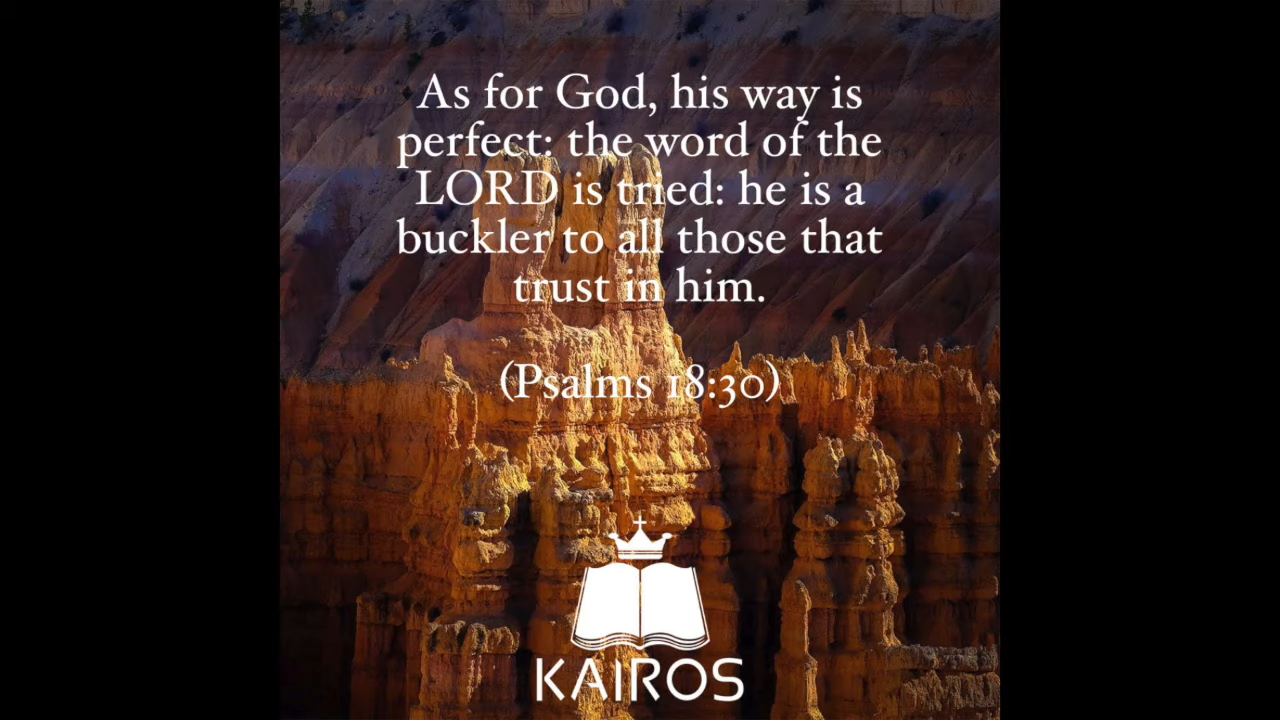 As for God, his way is
perfect: the word of the
LORD is tried: he is a
buckler to all those that
trust in him.
(Psalms 18:30)
KAIROS